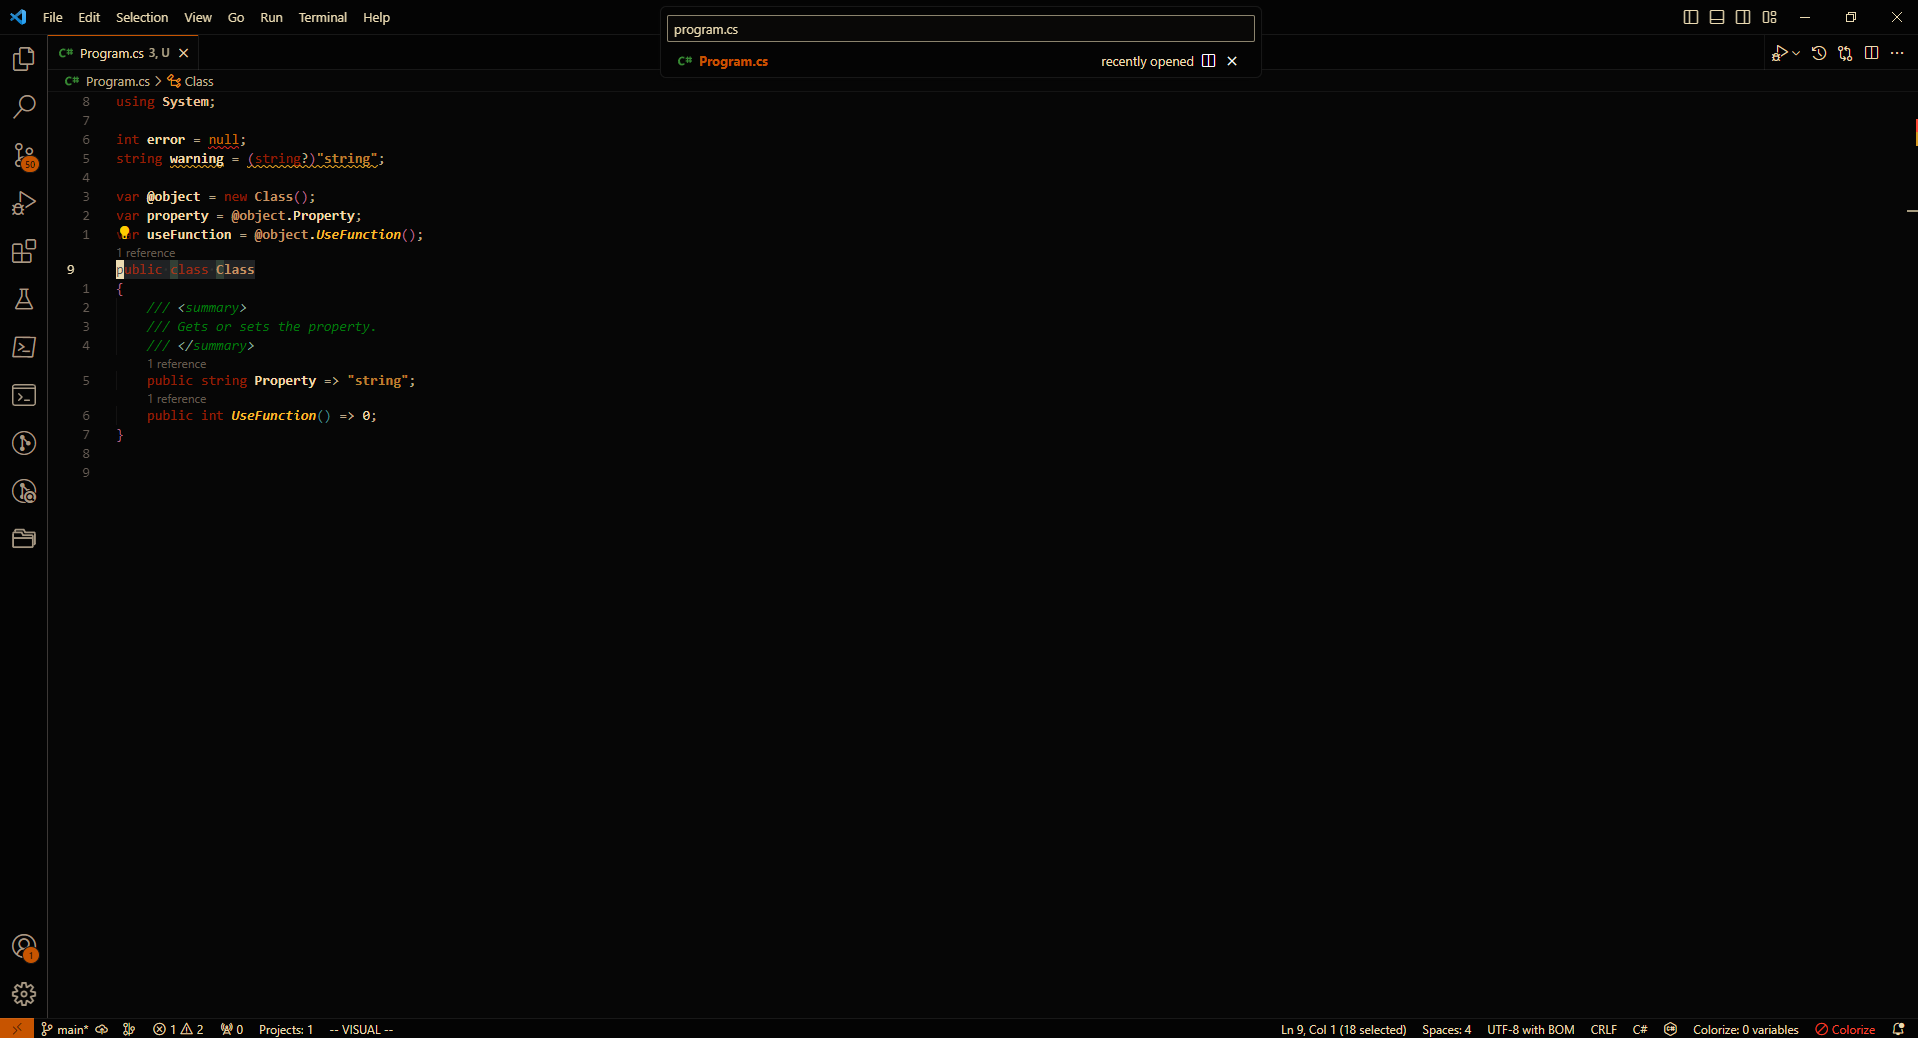 File Edit Selection View Go Run Terminal Help
program.cs
C# Program.cs recently opened
C# Program.cs 3, U
C# Program.cs > Class
8 using System;
7
6 int error = null;
5 string warning = (string?)"string";
4
3 var @object = new Class();
2 var property = @object.Property;
1 var useFunction = @object.UseFunction();
1 reference
9 public class Class
1 {
2 /// <summary>
3 /// Gets or sets the property.
4 /// </summary>
1 reference
5 public string Property => "string";
1 reference
6 public int UseFunction() => 0;
7 }
8
9
50
1
main* 1 2 0 Projects: 1 -- VISUAL -- Ln 9, Col 1 (18 selected) Spaces: 4 UTF-8 with BOM CRLF C# Colorize: 0 variables Colorize